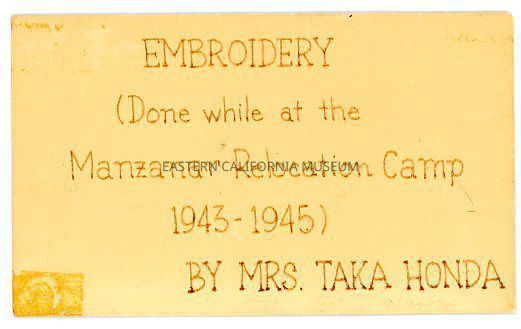 EMBROIDERY
(Done while at the
Manzanar Relocation Camp
EASTERN CALIFORNIA MUSEUM
1943-1945)
BY MRS. TAKA HONDA